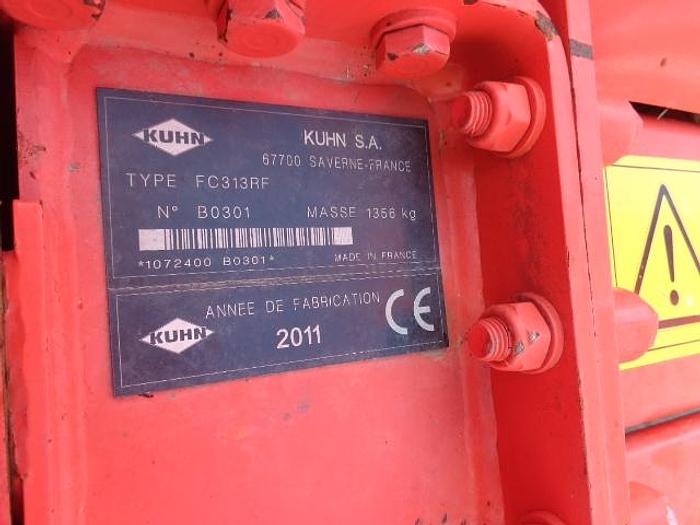 KUHN
KUHN S.A.
67700 SAVERNE-FRANCE
TYPE FC313RF
N° B0301 MASSE 1356 kg
*1072400 B0301* MADE IN FRANCE
KUHN
ANNEE DE FABRICATION
2011
CE